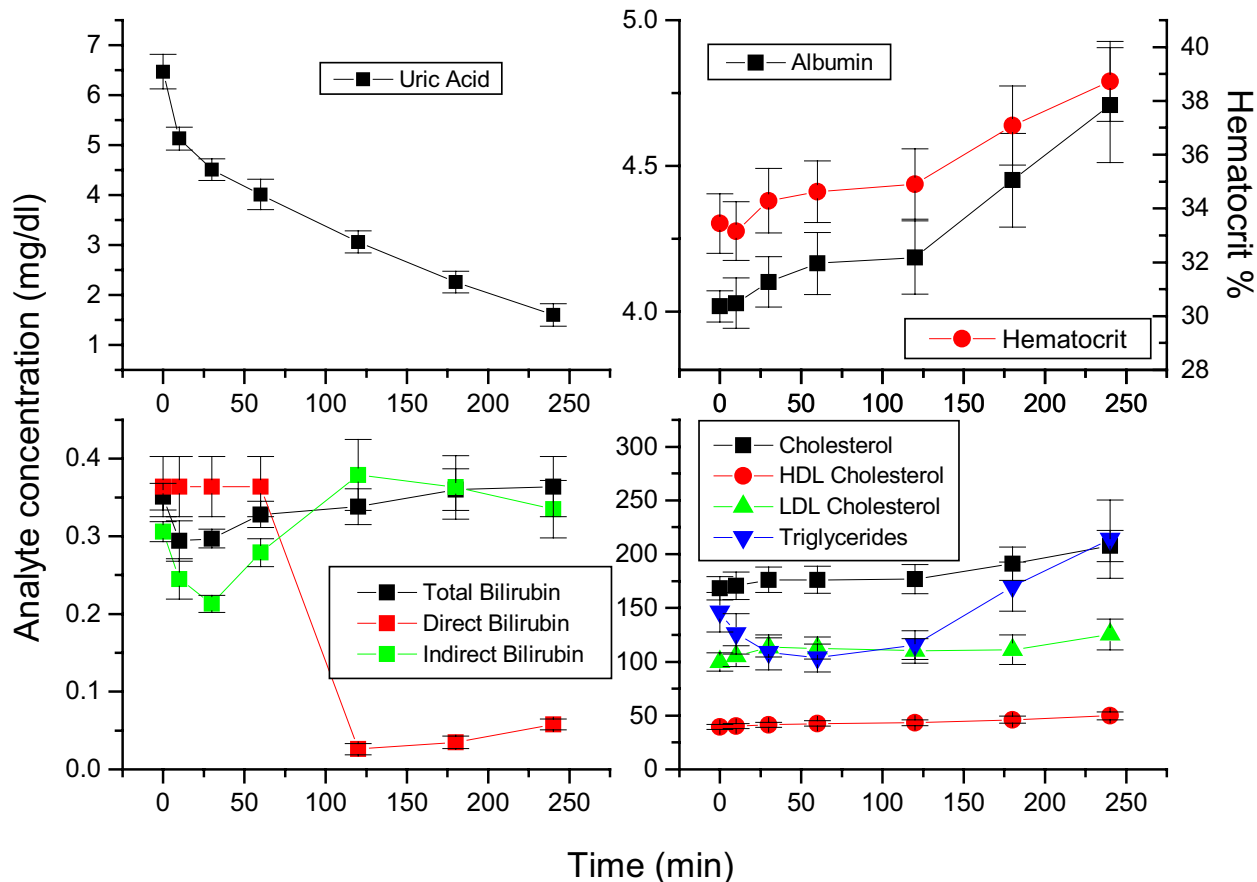 Analyte concentration (mg/dl)
7
6
5
4
3
2
1
Uric Acid
0 50 100 150 200 250
5.0
4.5
4.0
Albumin
Hematocrit
40
38
36
34
32
30
28
Hematocrit %
0 50 100 150 200 250
0.4
0.3
0.2
0.1
0.0
Total Bilirubin
Direct Bilirubin
Indirect Bilirubin
0 50 100 150 200 250
300
250
200
150
100
50
0
Cholesterol
HDL Cholesterol
LDL Cholesterol
Triglycerides
0 50 100 150 200 250
Time (min)